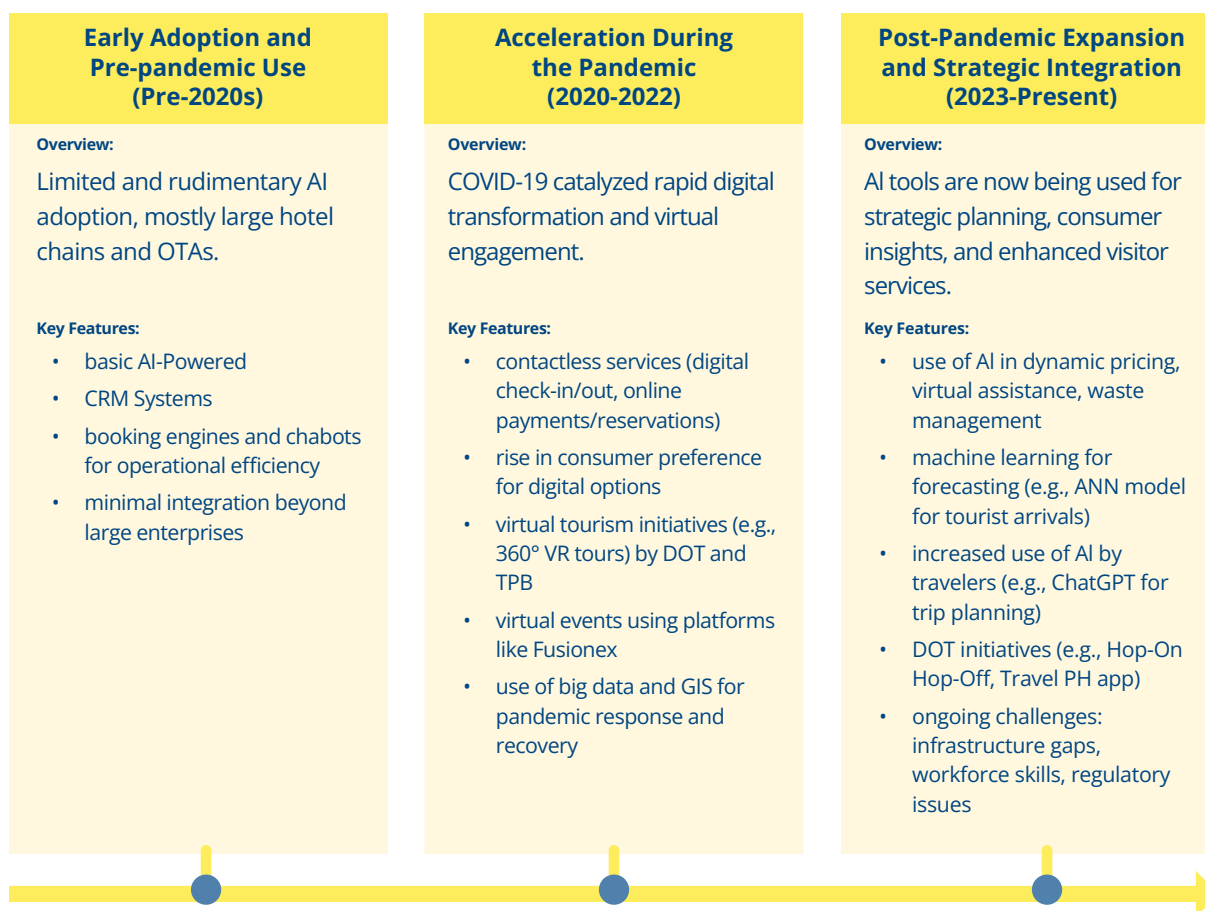 Early Adoption and
Pre-pandemic Use
(Pre-2020s)
Overview:
Limited and rudimentary AI
adoption, mostly large hotel
chains and OTAs.
Key Features:
• basic AI-Powered
• CRM Systems
• booking engines and chabots
for operational efficiency
• minimal integration beyond
large enterprises
Acceleration During
the Pandemic
(2020-2022)
Overview:
COVID-19 catalyzed rapid digital
transformation and virtual
engagement.
Key Features:
• contactless services (digital
check-in/out, online
payments/reservations)
• rise in consumer preference
for digital options
• virtual tourism initiatives (e.g.,
360° VR tours) by DOT and
TPB
• virtual events using platforms
like Fusionex
• use of big data and GIS for
pandemic response and
recovery
Post-Pandemic Expansion
and Strategic Integration
(2023-Present)
Overview:
AI tools are now being used for
strategic planning, consumer
insights, and enhanced visitor
services.
Key Features:
• use of AI in dynamic pricing,
virtual assistance, waste
management
• machine learning for
forecasting (e.g., ANN model
for tourist arrivals)
• increased use of AI by
travelers (e.g., ChatGPT for
trip planning)
• DOT initiatives (e.g., Hop-On
Hop-Off, Travel PH app)
• ongoing challenges:
infrastructure gaps,
workforce skills, regulatory
issues